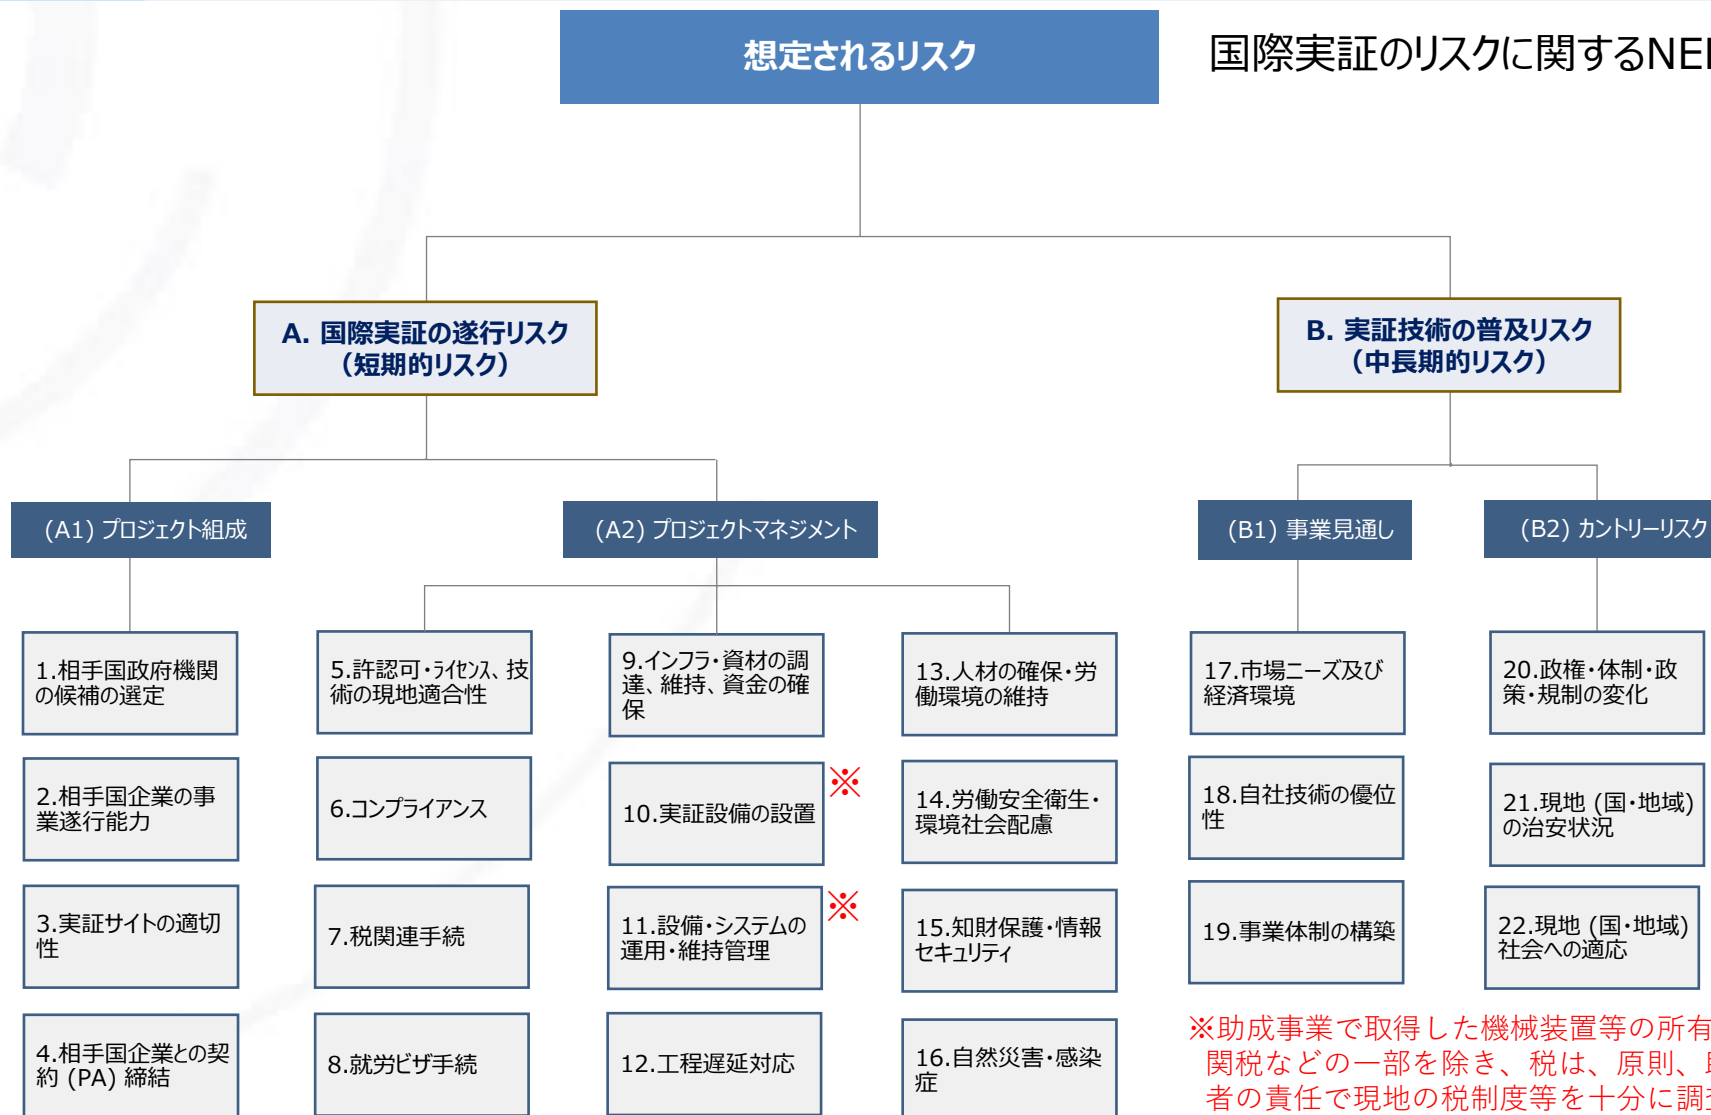 想定されるリスク
国際実証のリスクに関するNE
A. 国際実証の遂行リスク
（短期的リスク）
B. 実証技術の普及リスク
（中長期的リスク）
(A1) プロジェクト組成
(A2) プロジェクトマネジメント
(B1) 事業見通し
(B2) カントリーリスク
1.相手国政府機関
の候補の選定
2.相手国企業の事
業遂行能力
3.実証サイトの適切
性
4.相手国企業との契
約 (PA) 締結
5.許認可・ライセンス、技
術の現地適合性
6.コンプライアンス
7.税関連手続
8.就労ビザ手続
9.インフラ・資材の調
達、維持、資金の確
保
※
10.実証設備の設置
※
11.設備・システムの
運用・維持管理
12.工程遅延対応
13.人材の確保・労
働環境の維持
14.労働安全衛生・
環境社会配慮
15.知財保護・情報
セキュリティ
16.自然災害・感染
症
17.市場ニーズ及び
経済環境
18.自社技術の優位
性
19.事業体制の構築
20.政権・体制・政
策・規制の変化
21.現地 (国・地域)
の治安状況
22.現地 (国・地域)
社会への適応
※助成事業で取得した機械装置等の所有
関税などの一部を除き、税は、原則、
者の責任で現地の税制度等を十分に調